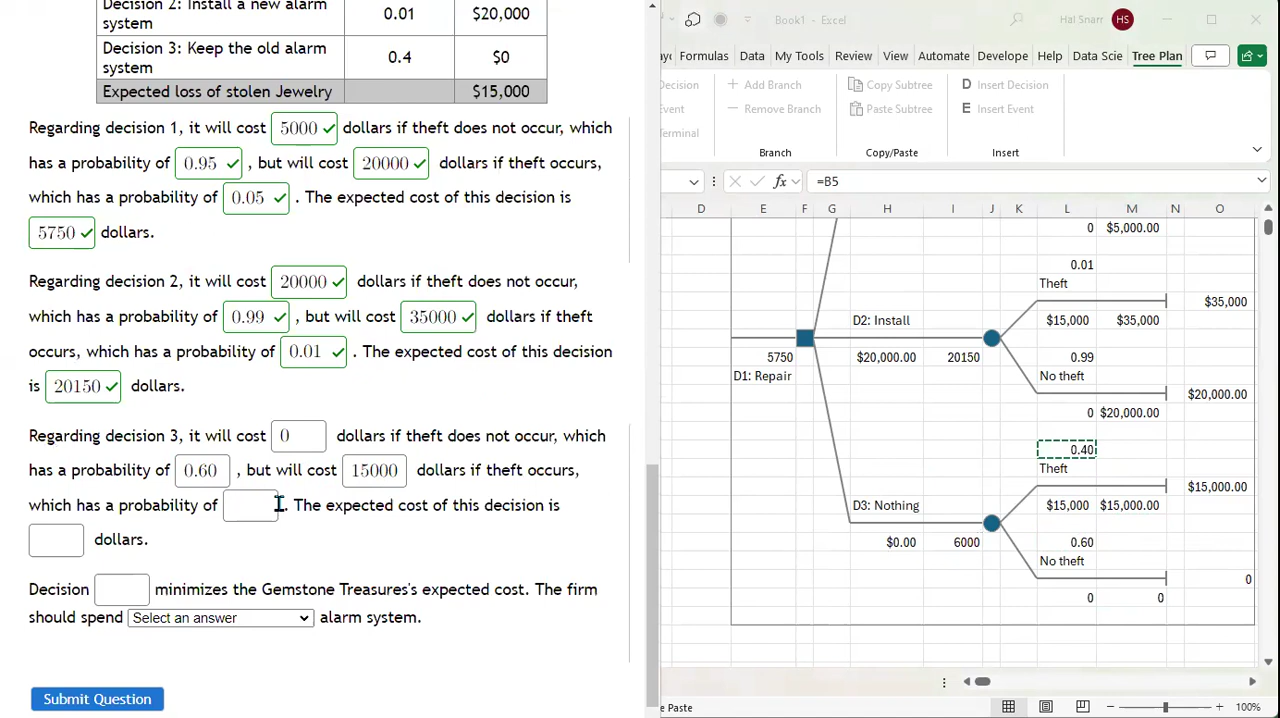 Decision 2: Install a new alarm
system
0.01
$20,000
Decision 3: Keep the old alarm
system
0.4
$0
Expected loss of stolen Jewelry
$15,000
Regarding decision 1, it will cost 5000 dollars if theft does not occur, which
has a probability of 0.95 , but will cost 20000 dollars if theft occurs,
which has a probability of 0.05 . The expected cost of this decision is
5750 dollars.
Regarding decision 2, it will cost 20000 dollars if theft does not occur,
which has a probability of 0.99 , but will cost 35000 dollars if theft
occurs, which has a probability of 0.01 . The expected cost of this decision
is 20150 dollars.
Regarding decision 3, it will cost 0 dollars if theft does not occur, which
has a probability of 0.60 , but will cost 15000 dollars if theft occurs,
which has a probability of . The expected cost of this decision is
dollars.
Decision minimizes the Gemstone Treasures's expected cost. The firm
should spend Select an answer alarm system.
Submit Question
Book1 - Excel
Hal Snarr HS
Formulas Data My Tools Review View Automate Develope Help Data Scie Tree Plan
Decision Add Branch Copy Subtree D Insert Decision
Event Remove Branch Paste Subtree E Insert Event
Terminal
Branch Copy/Paste Insert
fx =B5
D E F G H I J K L M N O
0 $5,000.00
0.01
Theft
$35,000
D2: Install $15,000 $35,000
5750 $20,000.00 20150 0.99
D1: Repair No theft
$20,000.00
0 $20,000.00
0.40
Theft
$15,000.00
D3: Nothing $15,000 $15,000.00
$0.00 6000 0.60
No theft
0
0 0
e Paste
100%